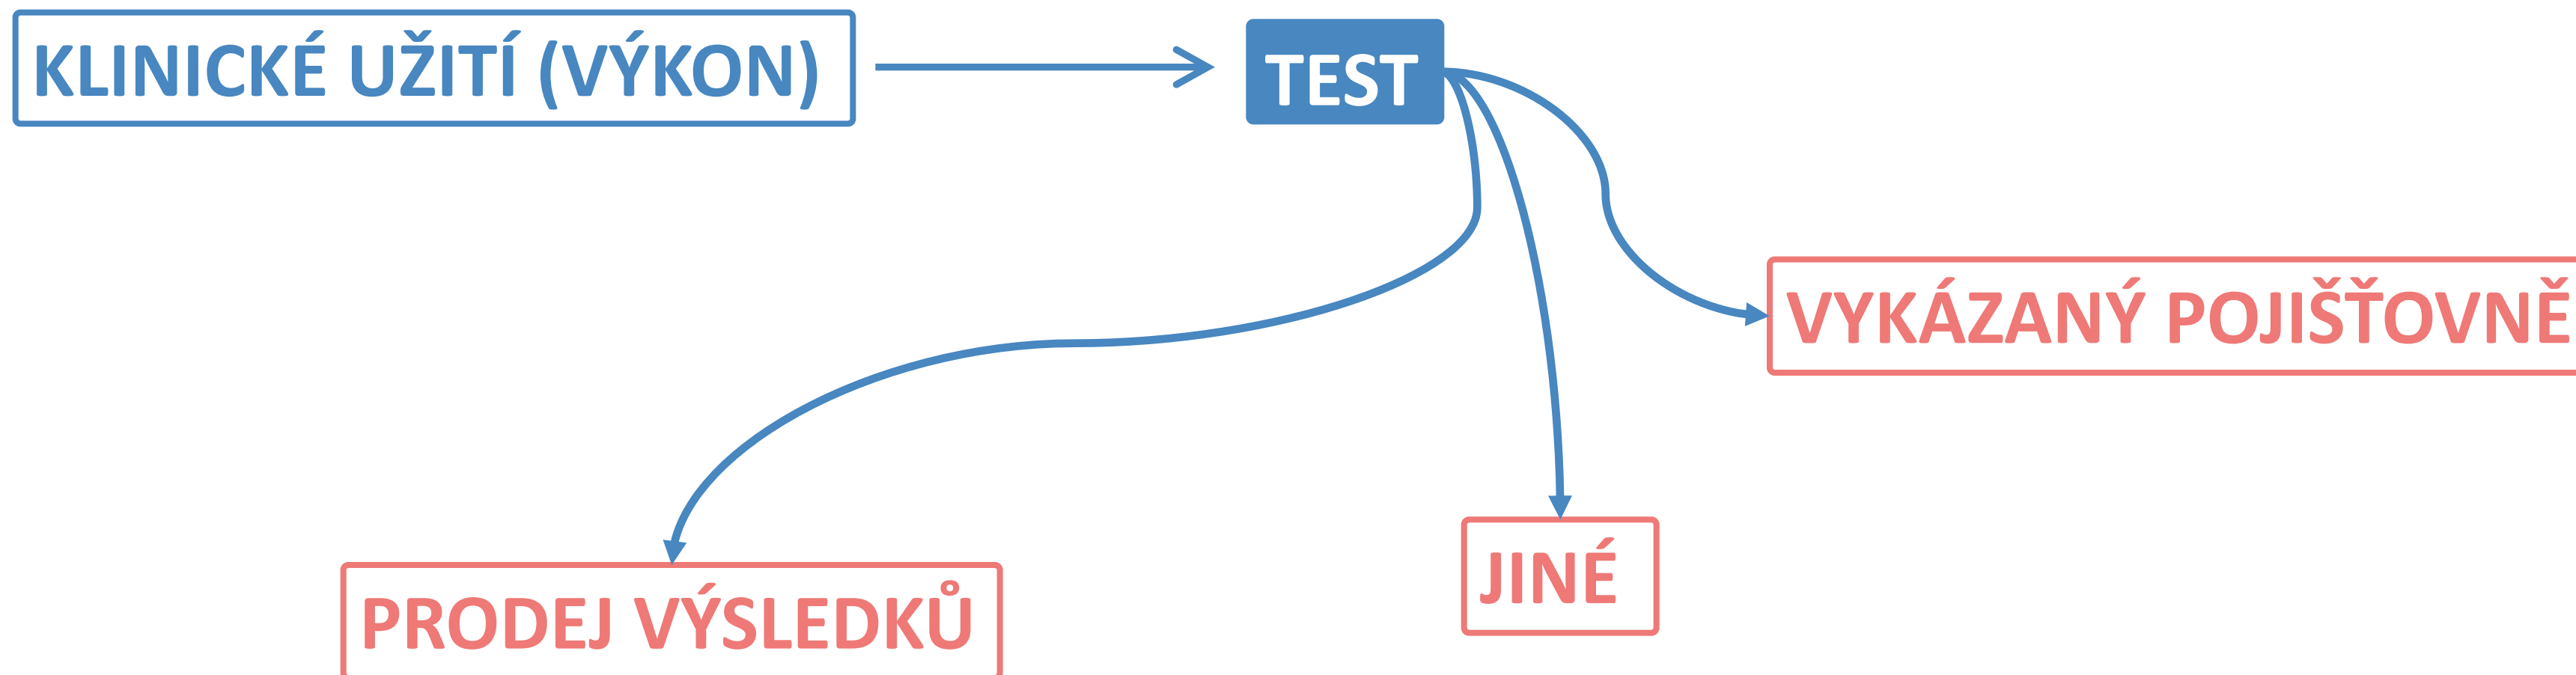 KLINICKÉ UŽITÍ (VÝKON)
TEST
VYKÁZANÝ POJIŠŤOVNĚ
JINÉ
PRODEJ VÝSLEDKŮ